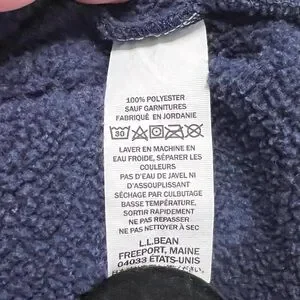 100% POLYESTER
SAUF GARNITURES
FABRIQUÉ EN JORDANIE
30
LAVER EN MACHINE EN
EAU FROIDE, SÉPARER LES
COULEURS
PAS D'EAU DE JAVEL NI
D'ASSOUPLISSANT
SÉCHAGE PAR CULBUTAGE
BASSE TEMPÉRATURE,
SORTIR RAPIDEMENT
NE PAS REPASSER
NE PAS NETTOYER À SEC
L.L.BEAN
FREEPORT, MAINE
04033 ÉTATS-UNIS